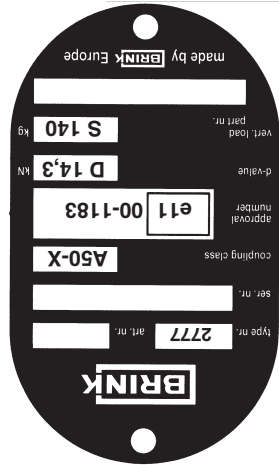 BRINK
type nr. 2777 art. nr.
ser. nr.
coupling class A50-X
approval number e11 00-1183
d-value D 14,3 kN
vert. load S 140 kg
part nr.
made by BRINK Europe